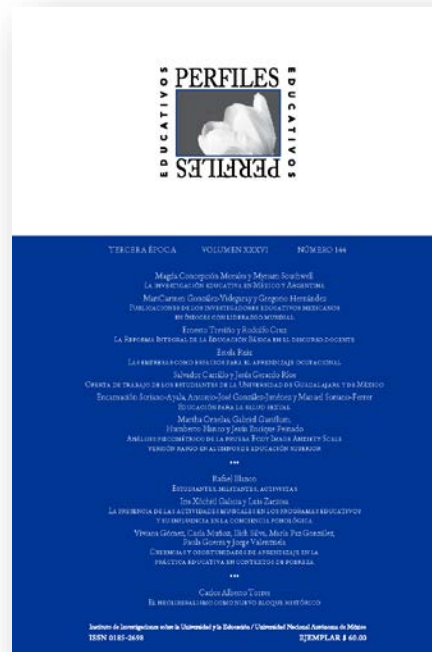 PERFILES
EDUCATIVOS
EDUCATIVOS
PERFILES
TERCERA ÉPOCA VOLUMEN XXXVI NÚMERO 144
Magda Concepción Morales y Myriam Southwell
LA INVESTIGACIÓN EDUCATIVA EN MÉXICO Y ARGENTINA
MariCarmen González-Videgaray y Gregorio Hernández
PUBLICACIONES DE LOS INVESTIGADORES EDUCATIVOS MEXICANOS
EN ÍNDICES CON LIDERAZGO MUNDIAL
Ernesto Treviño y Rodolfo Cruz
LA REFORMA INTEGRAL DE LA EDUCACIÓN BÁSICA EN EL DISCURSO DOCENTE
Estela Ruiz
LAS EMPRESAS COMO ESPACIOS PARA EL APRENDIZAJE OCUPACIONAL
Salvador Carrillo y Jesús Gerardo Ríos
OFERTA DE TRABAJO DE LOS ESTUDIANTES DE LA UNIVERSIDAD DE GUADALAJARA Y DE MÉXICO
Encarnación Soriano-Ayala, Antonio-José González-Jiménez y Manuel Soriano-Ferrer
EDUCACIÓN PARA LA SALUD SEXUAL
Martha Ornelas, Gabriel Gastélum,
Humberto Blanco y Jesús Enrique Peinado
ANÁLISIS PSICOMÉTRICO DE LA PRUEBA BODY IMAGE ANXIETY SCALE
VERSIÓN RASGO EN ALUMNOS DE EDUCACIÓN SUPERIOR
•••
Rafael Blanco
ESTUDIANTES, MILITANTES, ACTIVISTAS
Iris Xóchitl Galicia y Luis Zarzosa
LA PRESENCIA DE LAS ACTIVIDADES MUSICALES EN LOS PROGRAMAS EDUCATIVOS
Y SU INFLUENCIA EN LA CONCIENCIA FONOLÓGICA
Viviana Gómez, Carla Muñoz, Ilich Silva, María Paz González,
Paula Guerra y Jorge Valenzuela
CREENCIAS Y OPORTUNIDADES DE APRENDIZAJE EN LA
PRÁCTICA EDUCATIVA EN CONTEXTOS DE POBREZA
•••
Carlos Alberto Torres
EL NEOLIBERALISMO COMO NUEVO BLOQUE HISTÓRICO
Instituto de Investigaciones sobre la Universidad y la Educación / Universidad Nacional Autónoma de México
ISSN 0185-2698 EJEMPLAR $ 60.00